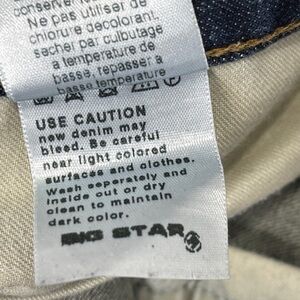 conserver
Ne pas utiliser de
chlorure decolorant.
sacher par culbutage
a temperature de
basse, repasser a
basse temperature
USE CAUTION
new denim may
bleed. Be careful
near light colored
surfaces and clothes.
Wash seperately and
inside out or dry
clean to maintain
dark color.
BIG STAR